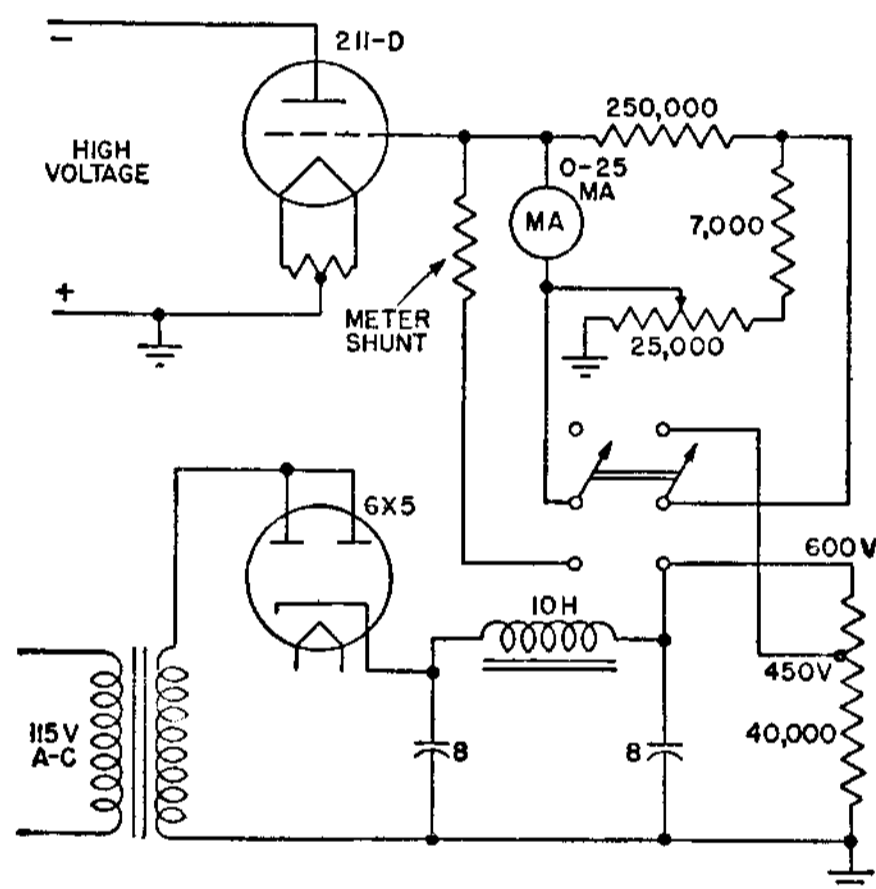 −
211-D
HIGH
VOLTAGE
+
250,000
0-25
MA
MA
7,000
METER
SHUNT
25,000
6X5
600V
10H
450V
115V
A-C
8
8
40,000